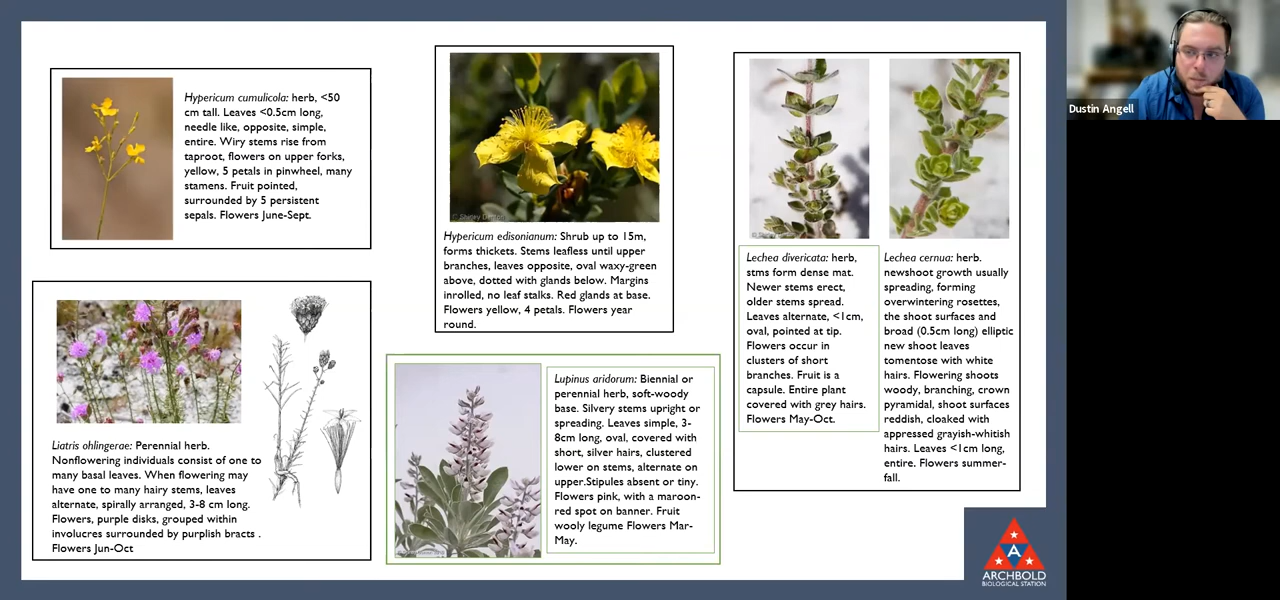 Hypericum cumulicola: herb, <50
cm tall. Leaves <0.5cm long,
needle like, opposite, simple,
entire. Wiry stems rise from
taproot, flowers on upper forks,
yellow, 5 petals in pinwheel, many
stamens. Fruit pointed,
surrounded by 5 persistent
sepals. Flowers June-Sept.
Liatris ohlingerae: Perennial herb.
Nonflowering individuals consist of one to
many basal leaves. When flowering may
have one to many hairy stems, leaves
alternate, spirally arranged, 3-8 cm long.
Flowers, purple disks, grouped within
involucres surrounded by purplish bracts .
Flowers Jun-Oct
Hypericum edisonianum: Shrub up to 15m,
forms thickets. Stems leafless until upper
branches, leaves opposite, oval waxy-green
above, dotted with glands below. Margins
inrolled, no leaf stalks. Red glands at base.
Flowers yellow, 4 petals. Flowers year
round.
Lupinus aridorum: Biennial or
perennial herb, soft-woody
base. Silvery stems upright or
spreading. Leaves simple, 3-
8cm long, oval, covered with
short, silver hairs, clustered
lower on stems, alternate on
upper.Stipules absent or tiny.
Flowers pink, with a maroon-
red spot on banner. Fruit
wooly legume Flowers Mar-
May.
Lechea divericata: herb,
stms form dense mat.
Newer stems erect,
older stems spread.
Leaves alternate, <1cm,
oval, pointed at tip.
Flowers occur in
clusters of short
branches. Fruit is a
capsule. Entire plant
covered with grey hairs.
Flowers May-Oct.
Lechea cernua: herb.
newshoot growth usually
spreading, forming
overwintering rosettes,
the shoot surfaces and
broad (0.5cm long) elliptic
new shoot leaves
tomentose with white
hairs. Flowering shoots
woody, branching, crown
pyramidal, shoot surfaces
reddish, cloaked with
appressed grayish-whitish
hairs. Leaves <1cm long,
entire. Flowers summer-
fall.
A
ARCHBOLD
BIOLOGICAL STATION
Dustin Angell
© Shirley Denton